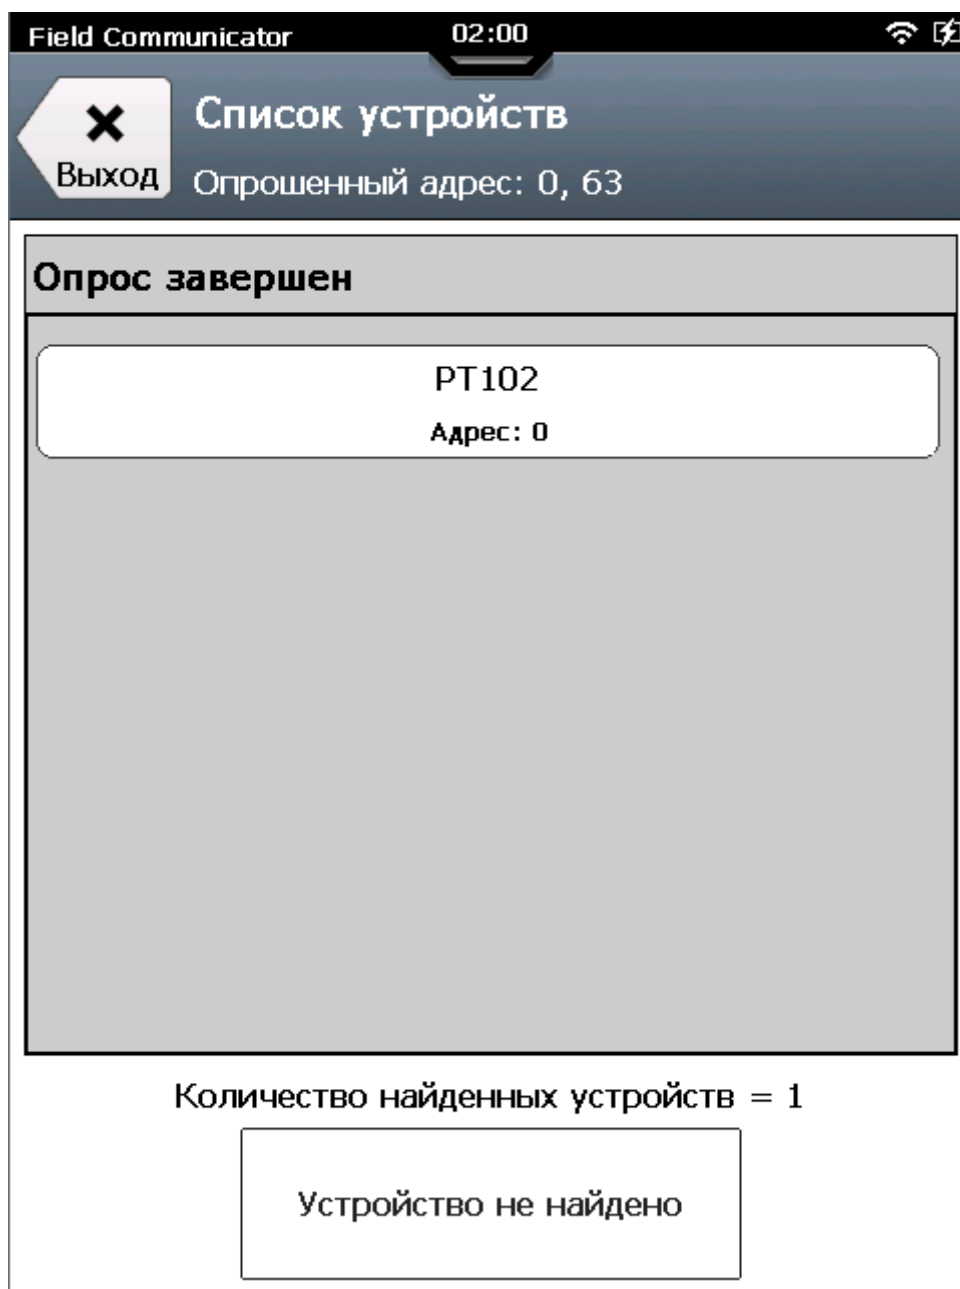 Field Communicator 02:00
Список устройств
Выход
Опрошенный адрес: 0, 63
Опрос завершен
PT102
Адрес: 0
Количество найденных устройств = 1
Устройство не найдено